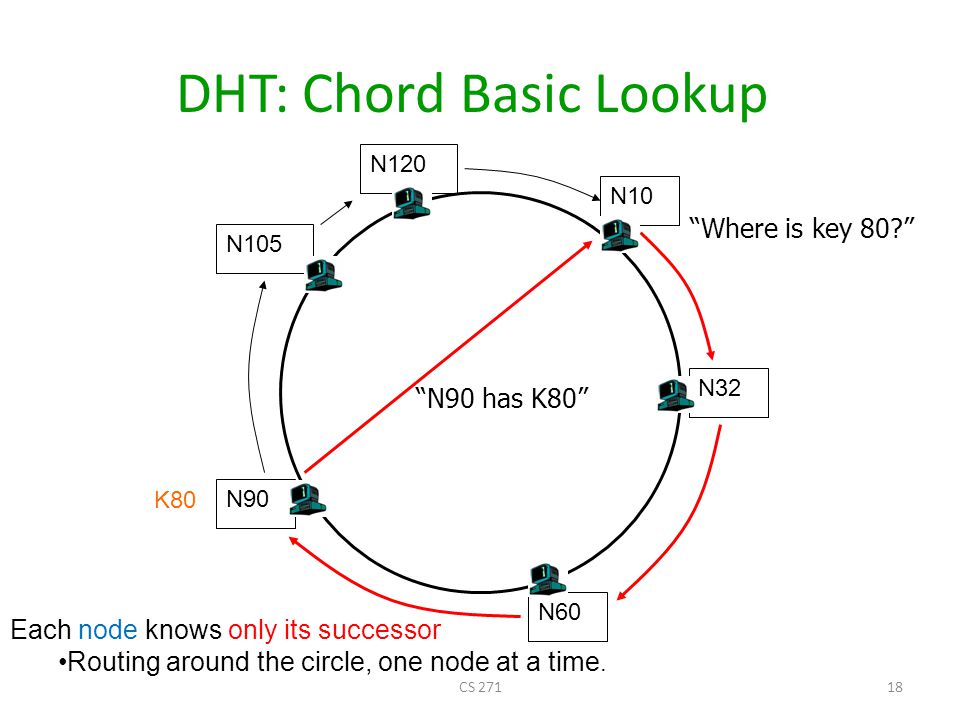 DHT: Chord Basic Lookup
N120
N10
“Where is key 80?”
N105
N32
“N90 has K80”
K80
N90
N60
Each node knows only its successor
•Routing around the circle, one node at a time.
CS 271
18